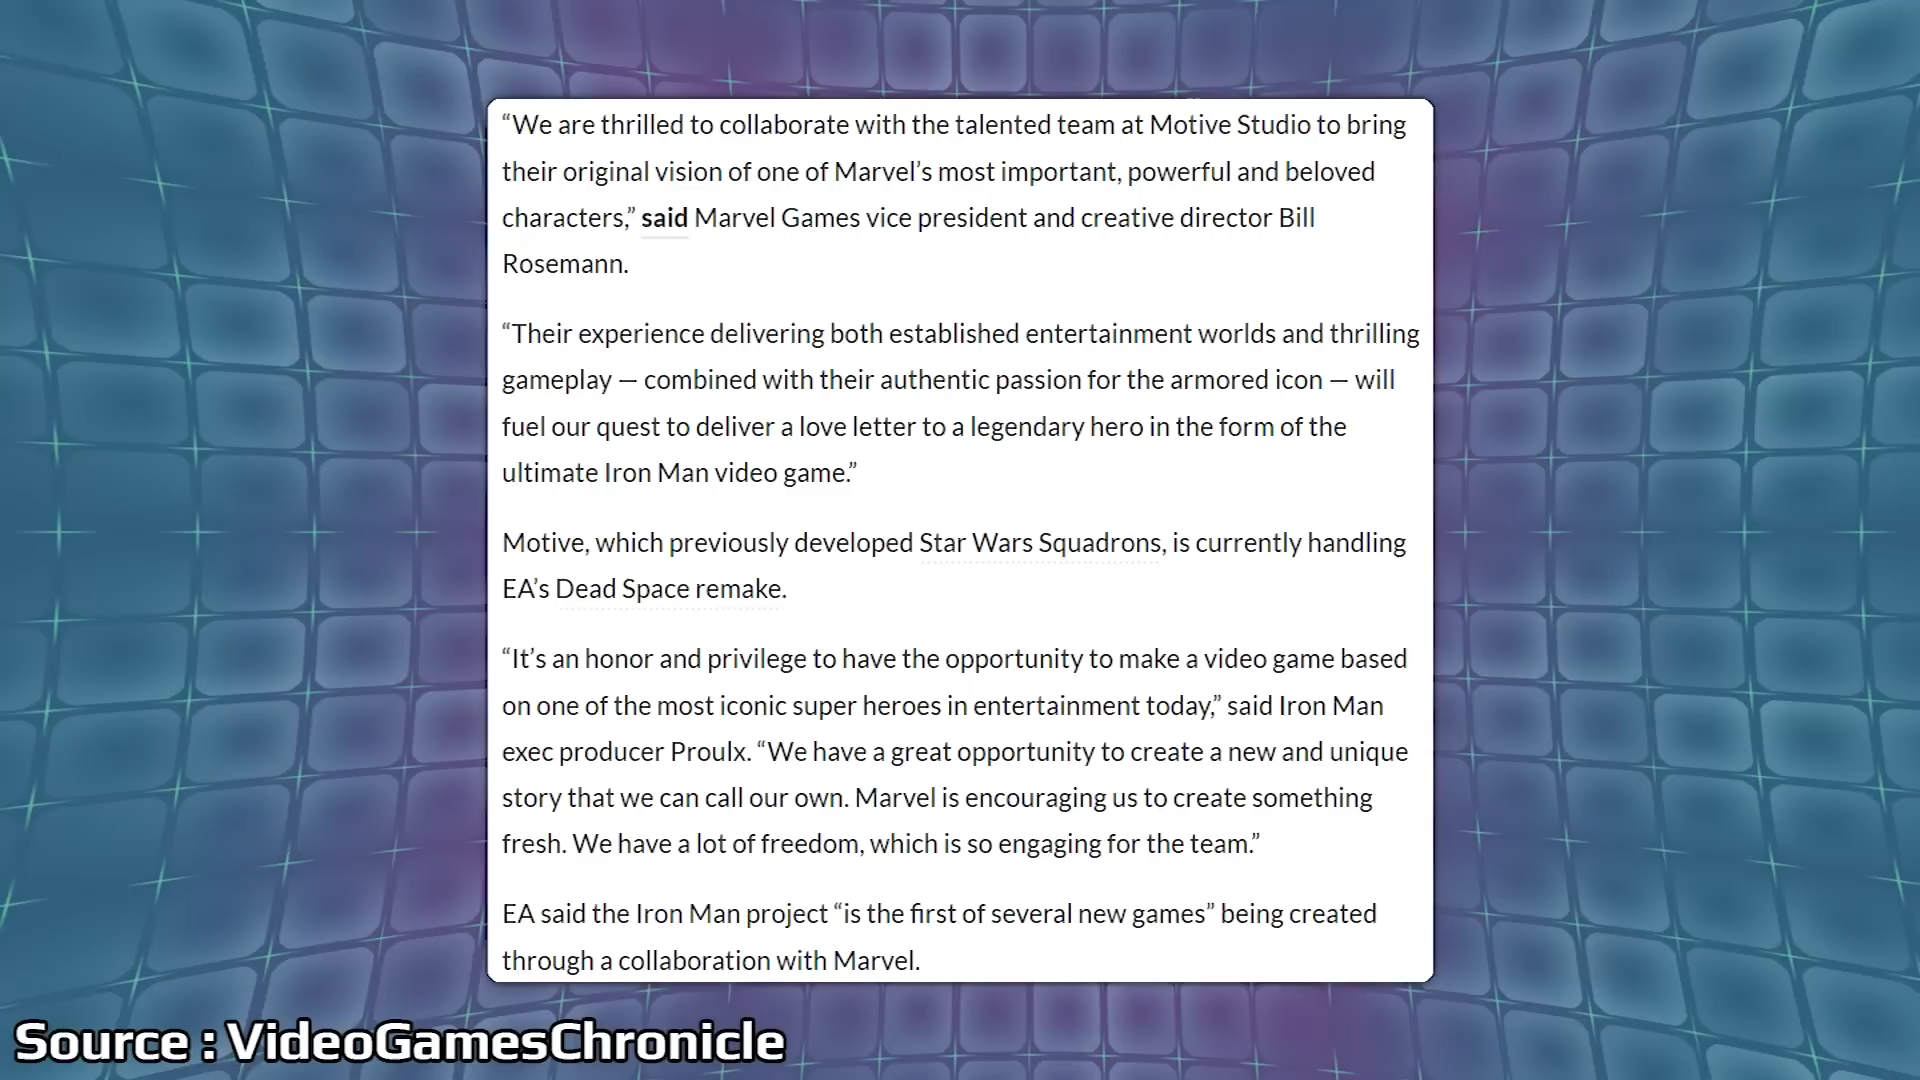 “We are thrilled to collaborate with the talented team at Motive Studio to bring
their original vision of one of Marvel’s most important, powerful and beloved
characters,” said Marvel Games vice president and creative director Bill
Rosemann.
“Their experience delivering both established entertainment worlds and thrilling
gameplay — combined with their authentic passion for the armored icon — will
fuel our quest to deliver a love letter to a legendary hero in the form of the
ultimate Iron Man video game.”
Motive, which previously developed Star Wars Squadrons, is currently handling
EA’s Dead Space remake.
“It’s an honor and privilege to have the opportunity to make a video game based
on one of the most iconic super heroes in entertainment today,” said Iron Man
exec producer Proulx. “We have a great opportunity to create a new and unique
story that we can call our own. Marvel is encouraging us to create something
fresh. We have a lot of freedom, which is so engaging for the team.”
EA said the Iron Man project “is the first of several new games” being created
through a collaboration with Marvel.
Source : VideoGamesChronicle